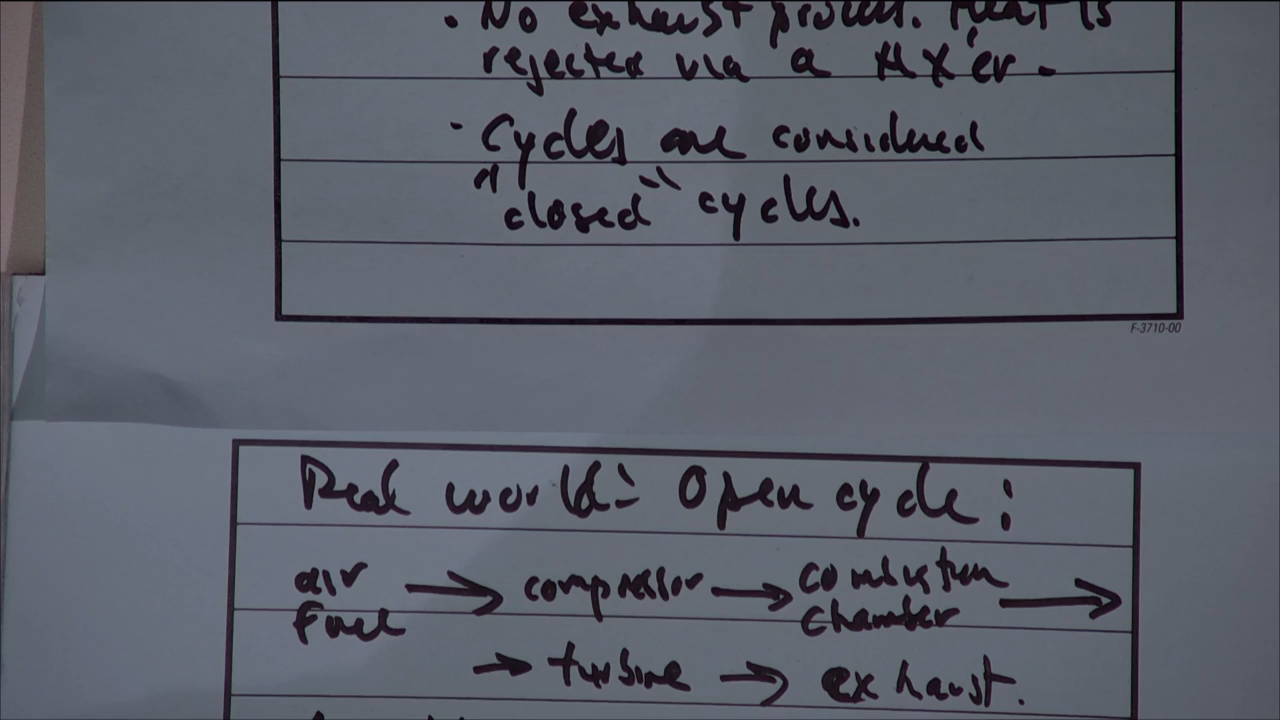 • No exhaust process. Heat is
rejected via a HX'er.
• Cycles are considered
"closed" cycles.
F-3710-00
Real world: Open cycle:
air → compressor → combustion →
fuel chamber
→ turbine → exhaust.